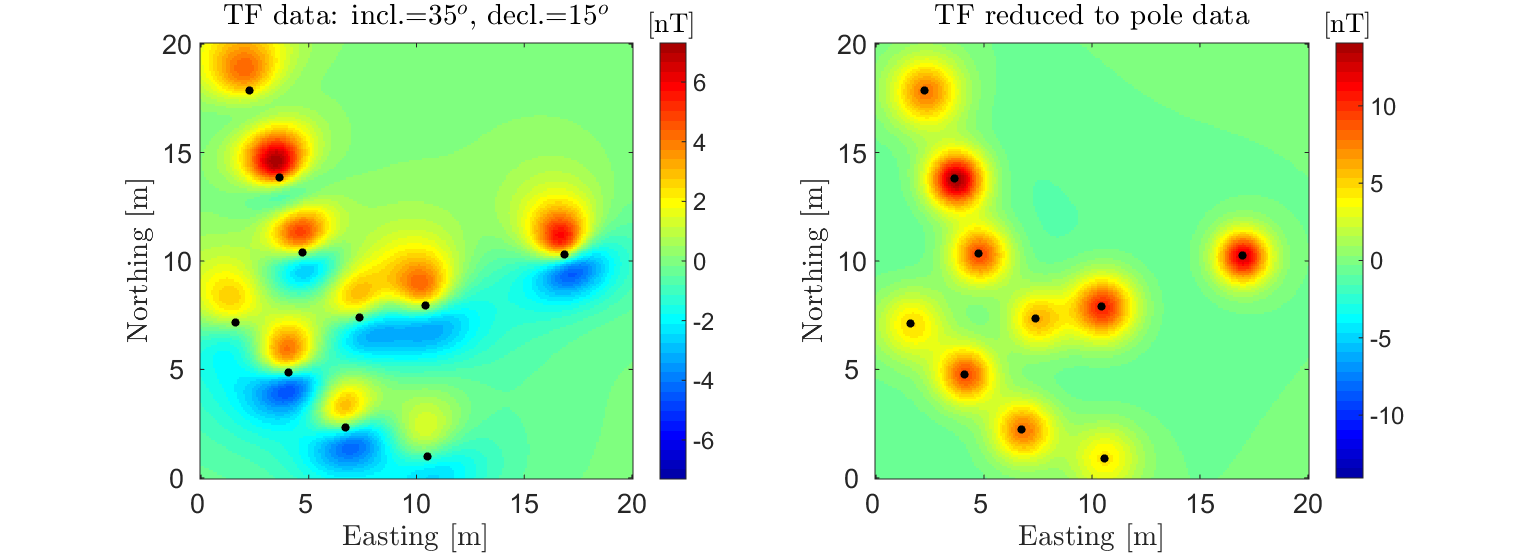 TF data: incl.=35°, decl.=15°
[nT]
20
15
10
5
0
0 5 10 15 20
Northing [m]
Easting [m]
6
4
2
0
-2
-4
-6
TF reduced to pole data
[nT]
20
15
10
5
0
0 5 10 15 20
Northing [m]
Easting [m]
10
5
0
-5
-10